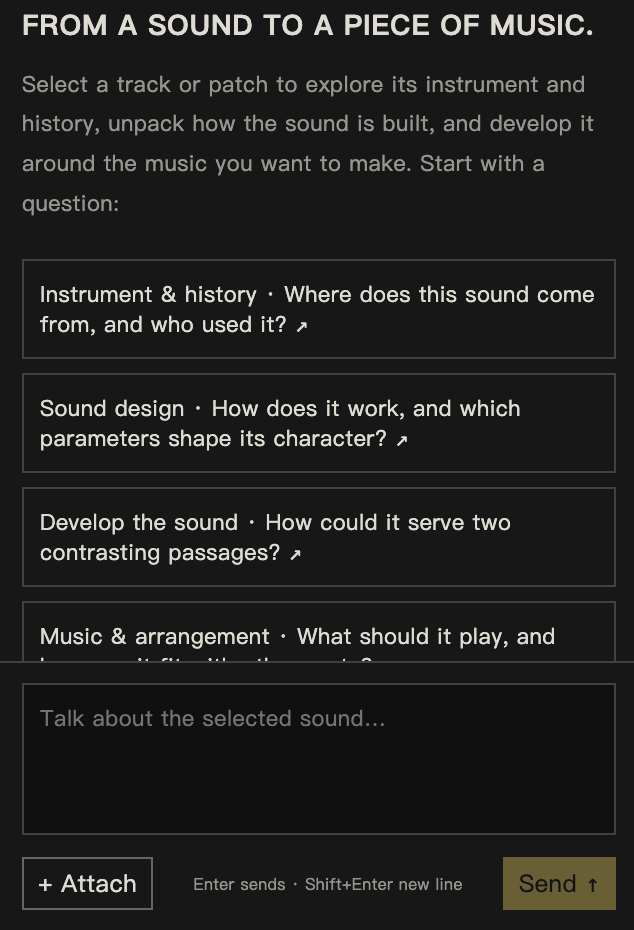 FROM A SOUND TO A PIECE OF MUSIC.
Select a track or patch to explore its instrument and
history, unpack how the sound is built, and develop it
around the music you want to make. Start with a
question:
Instrument & history · Where does this sound come
from, and who used it? ↗
Sound design · How does it work, and which
parameters shape its character? ↗
Develop the sound · How could it serve two
contrasting passages? ↗
Music & arrangement · What should it play, and
Talk about the selected sound…
+ Attach
Enter sends · Shift+Enter new line
Send ↑